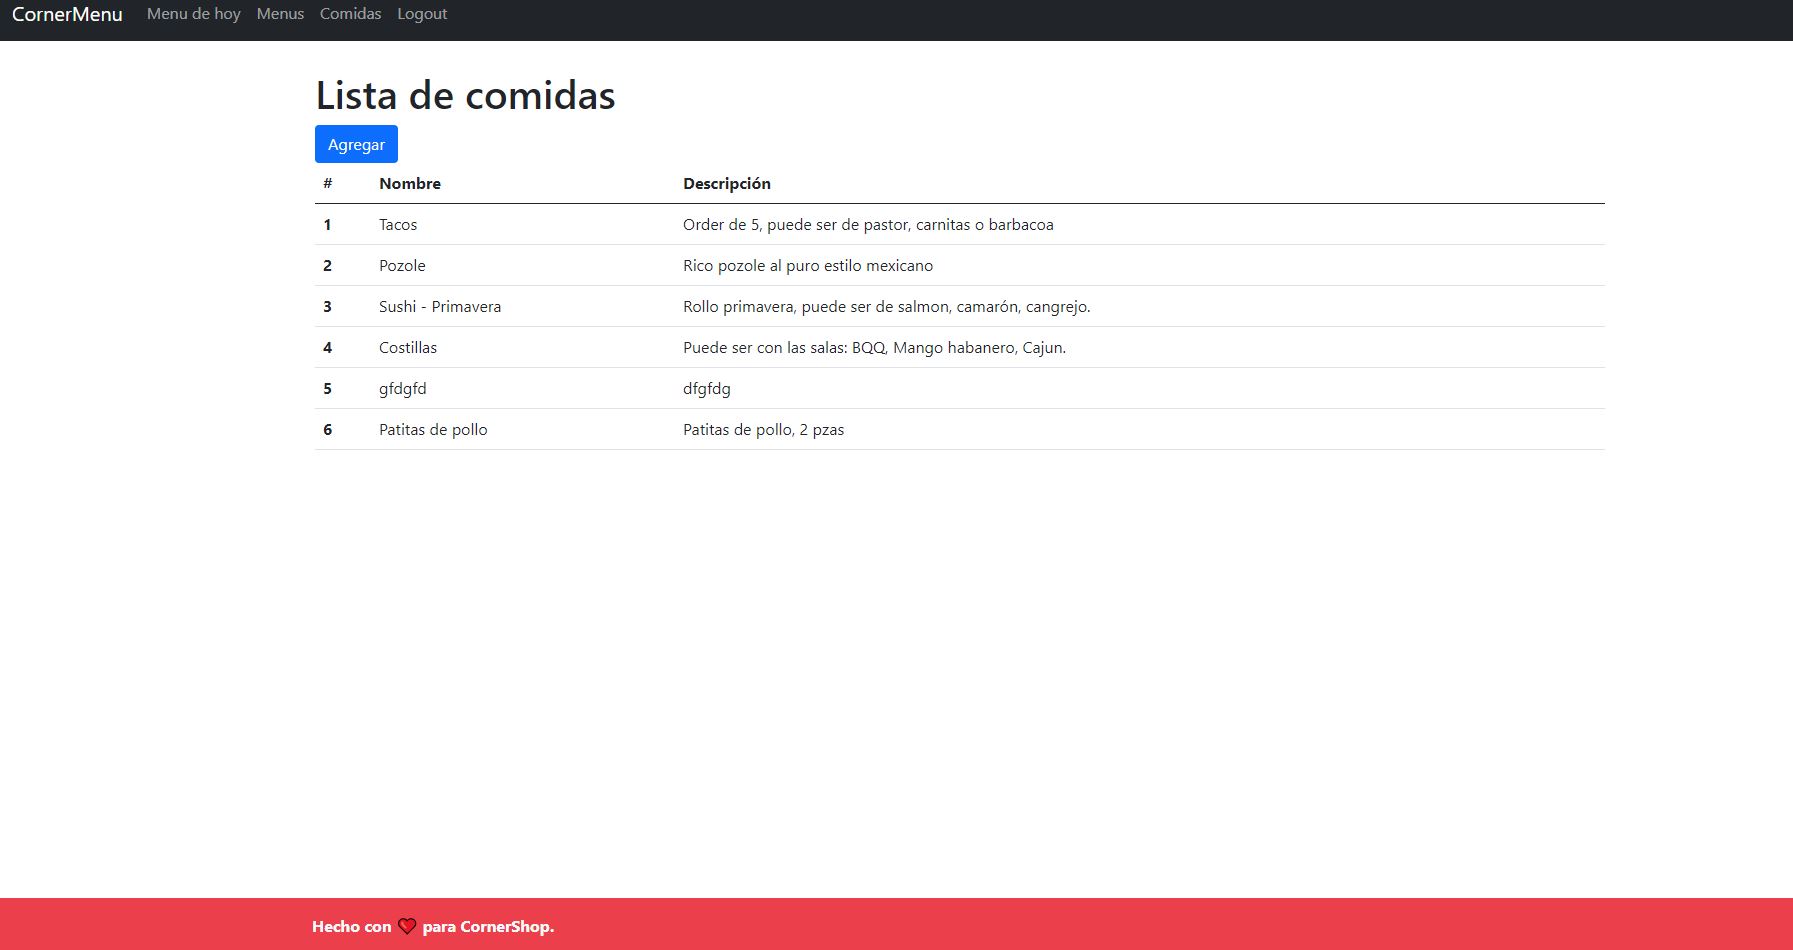 CornerMenu Menu de hoy Menus Comidas Logout
Lista de comidas
Agregar
# Nombre Descripción
1 Tacos Order de 5, puede ser de pastor, carnitas o barbacoa
2 Pozole Rico pozole al puro estilo mexicano
3 Sushi - Primavera Rollo primavera, puede ser de salmon, camarón, cangrejo.
4 Costillas Puede ser con las salas: BQQ, Mango habanero, Cajun.
5 gfdgfd dfgfdg
6 Patitas de pollo Patitas de pollo, 2 pzas
Hecho con ❤ para CornerShop.